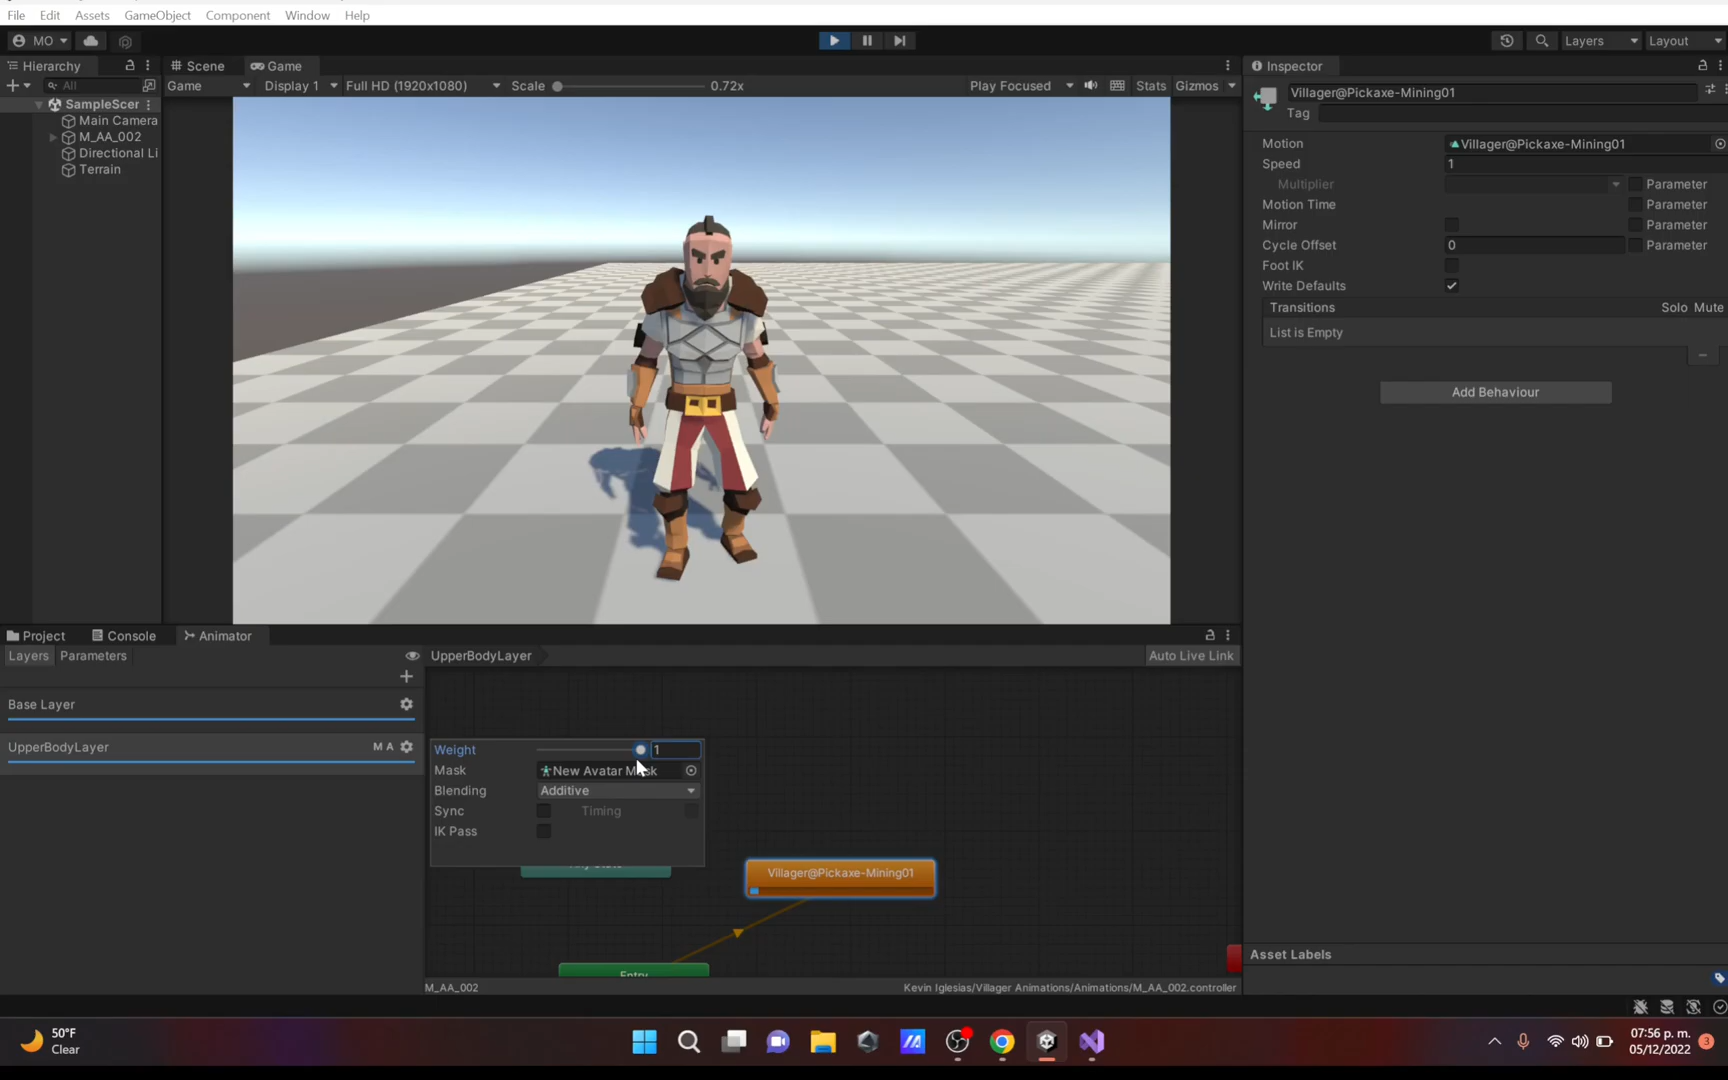 File Edit Assets GameObject Component Window Help
MO Layers Layout
Hierarchy Scene Game Inspector
All Game Display 1 Full HD (1920x1080) Scale 0.72x Play Focused Stats Gizmos
Villager@Pickaxe-Mining01
Tag
SampleScer
Main Camera
M_AA_002
Directional Li
Terrain
Motion Villager@Pickaxe-Mining01
Speed 1
Multiplier Parameter
Motion Time Parameter
Mirror Parameter
Cycle Offset 0 Parameter
Foot IK
Write Defaults
Transitions Solo Mute
List is Empty
Add Behaviour
Project Console Animator
Layers Parameters UpperBodyLayer Auto Live Link
Base Layer
UpperBodyLayer M A
Weight 1
Mask New Avatar Mask
Blending Additive
Sync Timing
IK Pass
Villager@Pickaxe-Mining01
Entry
Asset Labels
M_AA_002 Kevin Iglesias/Villager Animations/Animations/M_AA_002.controller
50°F
Clear
07:56 p. m.
05/12/2022
3